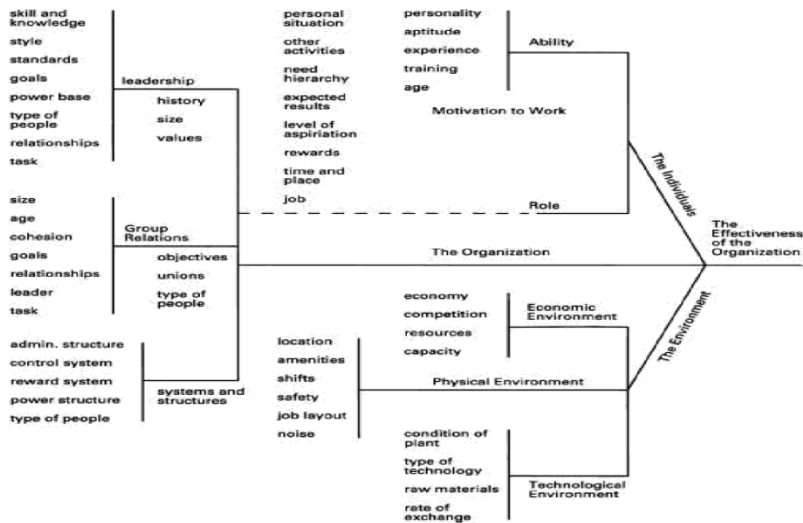 skill and
knowledge
style
standards
goals
power base
type of
people
relationships
task
leadership
history
size
values
personal
situation
other
activities
need
hierarchy
expected
results
level of
aspiriation
rewards
time and
place
job
personality
aptitude
experience
training
age
Ability
Motivation to Work
Role
The Individuals
size
age
cohesion
goals
relationships
leader
task
Group
Relations
objectives
unions
type of
people
The Organization
The
Effectiveness
of the
Organization
admin. structure
control system
reward system
power structure
type of people
systems and
structures
location
amenities
shifts
safety
job layout
noise
economy
competition
resources
capacity
Economic
Environment
Physical Environment
The Environment
condition of
plant
type of
technology
raw materials
rate of
exchange
Technological
Environment